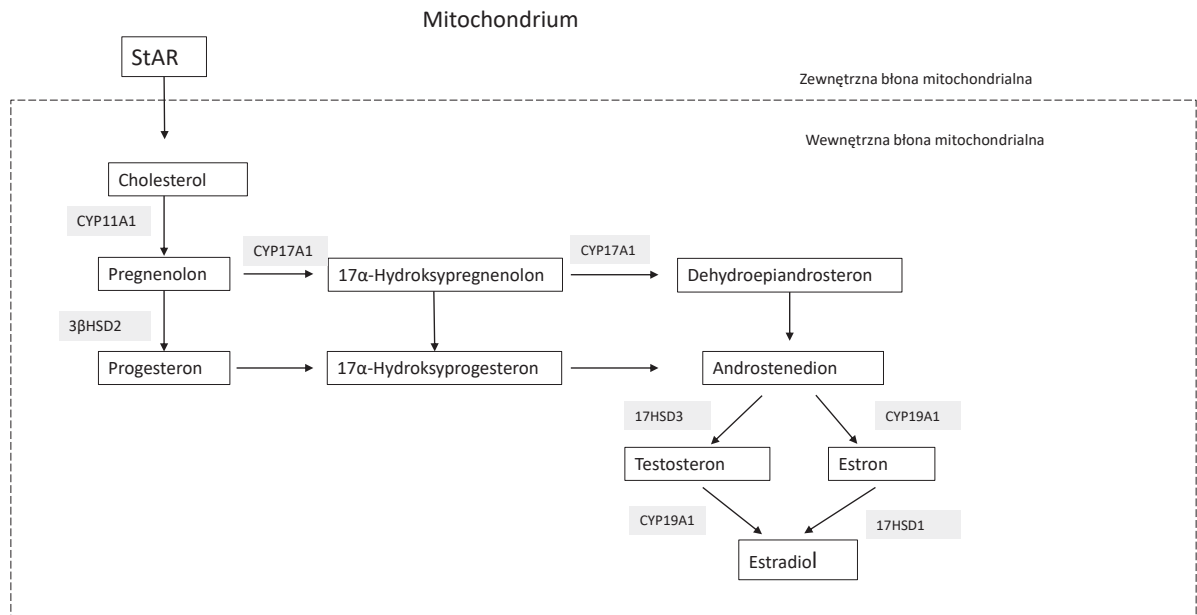 Mitochondrium
StAR
Zewnętrzna błona mitochondrialna
Wewnętrzna błona mitochondrialna
Cholesterol
CYP11A1
CYP17A1
CYP17A1
Pregnenolon
17α-Hydroksypregnenolon
Dehydroepiandrosteron
3βHSD2
Progesteron
17α-Hydroksyprogesteron
Androstenedion
17HSD3
CYP19A1
Testosteron
Estron
CYP19A1
17HSD1
Estradiol